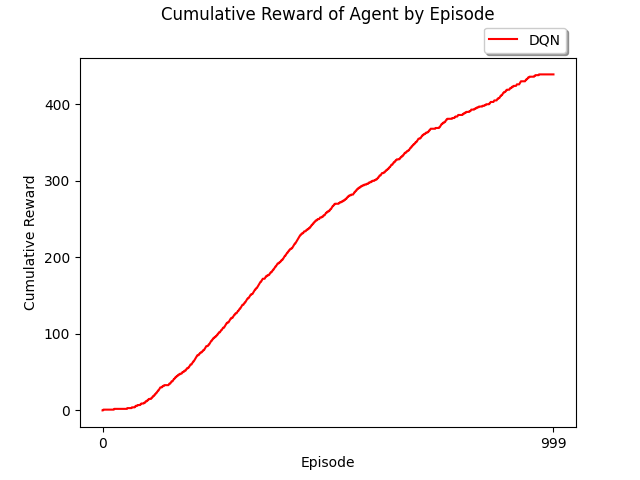 Cumulative Reward of Agent by Episode
DQN
400
300
200
100
0
Cumulative Reward
0
999
Episode